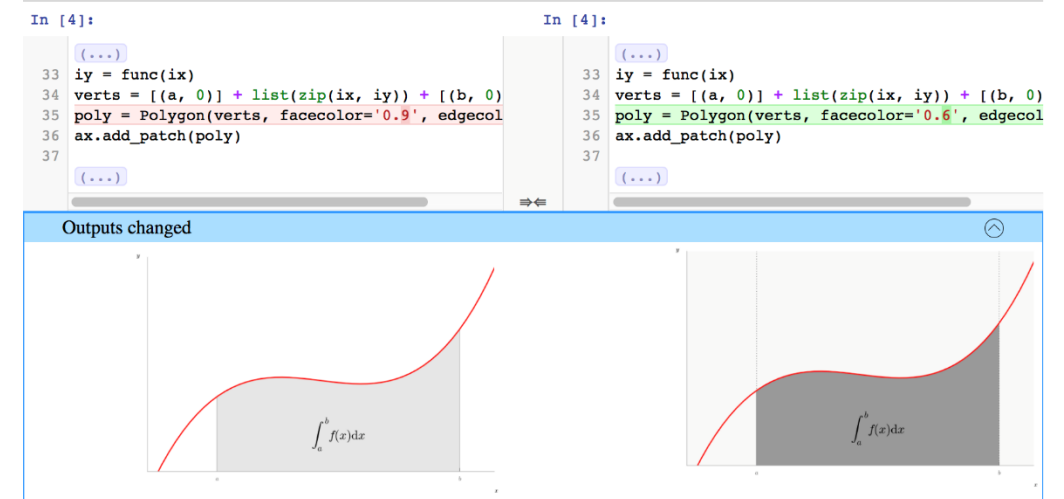 In [4]:
(...)
33 iy = func(ix)
34 verts = [(a, 0)] + list(zip(ix, iy)) + [(b, 0)
35 poly = Polygon(verts, facecolor='0.9', edgecol
36 ax.add_patch(poly)
37
(...)
In [4]:
(...)
33 iy = func(ix)
34 verts = [(a, 0)] + list(zip(ix, iy)) + [(b, 0)
35 poly = Polygon(verts, facecolor='0.6', edgecol
36 ax.add_patch(poly)
37
(...)
Outputs changed
y
∫ₐᵇ f(x)dx
a b
x
y
∫ₐᵇ f(x)dx
a b
x